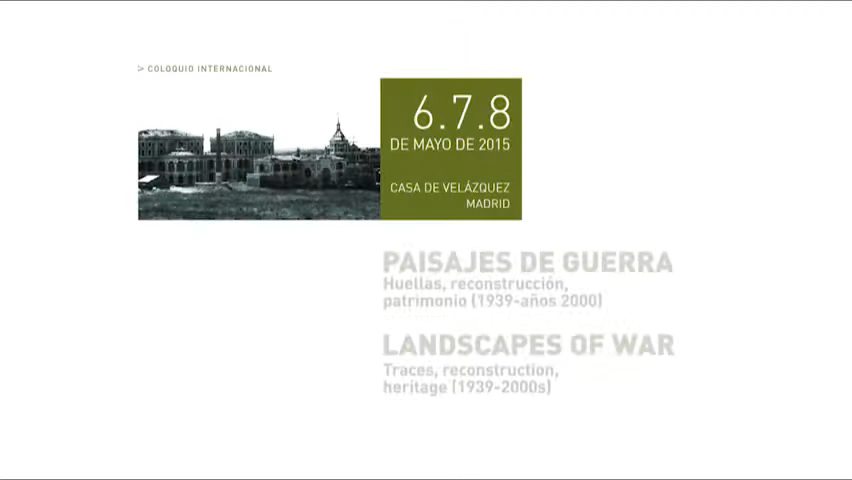 > COLOQUIO INTERNACIONAL
6.7.8
DE MAYO DE 2015
CASA DE VELÁZQUEZ
MADRID
PAISAJES DE GUERRA
Huellas, reconstrucción,
patrimonio (1939-años 2000)
LANDSCAPES OF WAR
Traces, reconstruction,
heritage (1939-2000s)